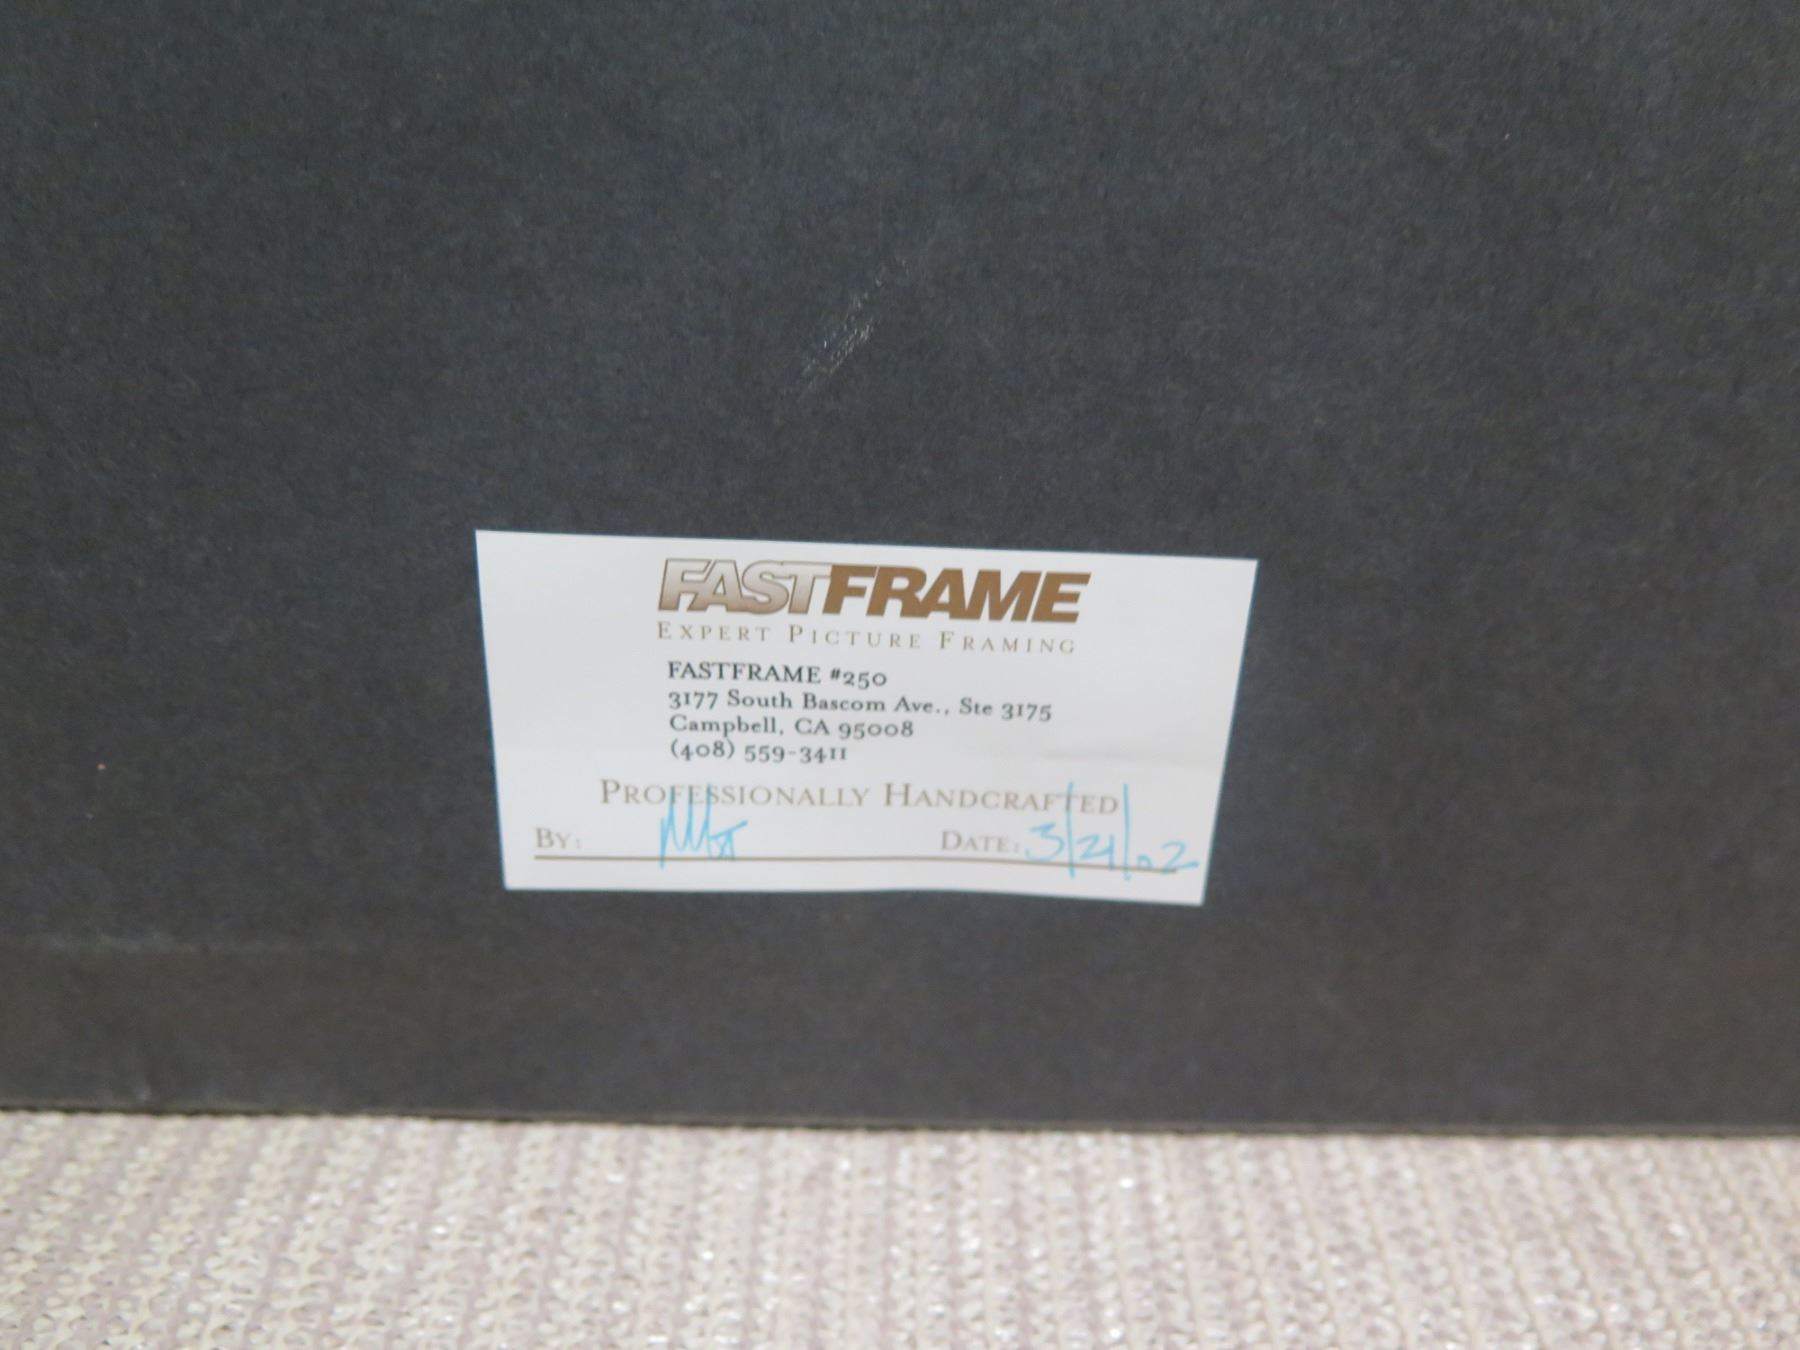 FASTFRAME
EXPERT PICTURE FRAMING
FASTFRAME #250
3177 South Bascom Ave., Ste 3175
Campbell, CA 95008
(408) 559-3411
PROFESSIONALLY HANDCRAFTED
BY: DATE: 3/21/02